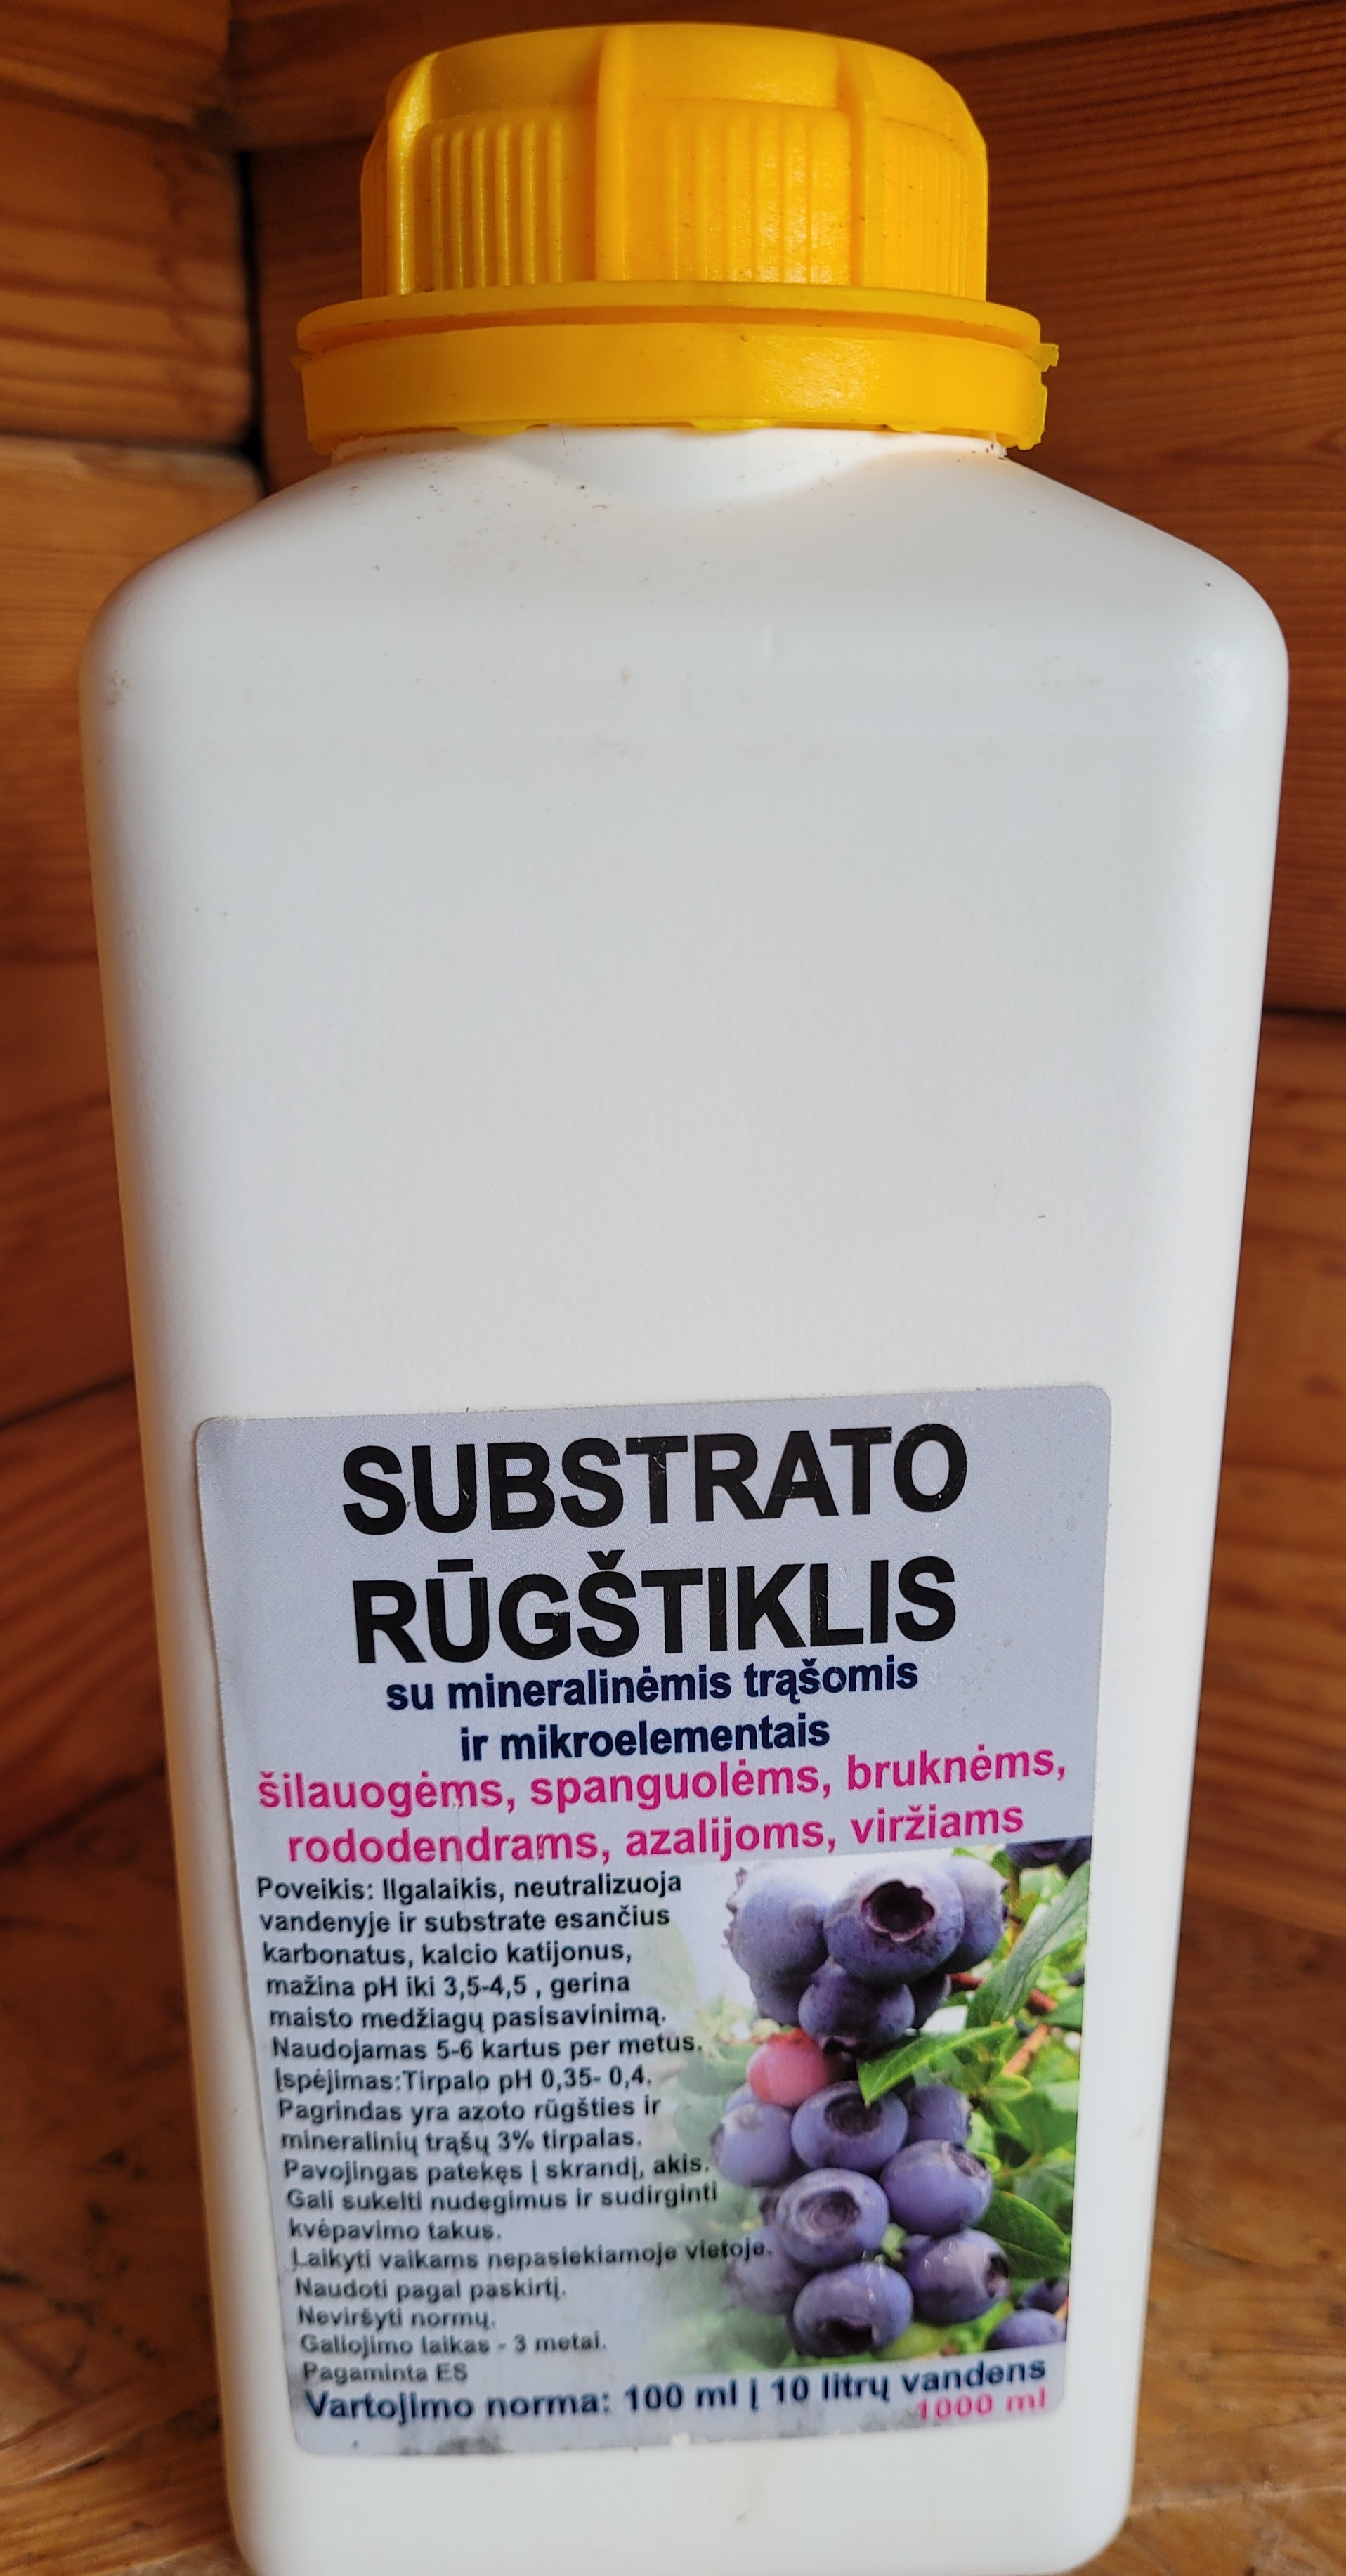 SUBSTRATO
RŪGŠTIKLIS
su mineralinėmis trąšomis
ir mikroelementais
šilauogėms, spanguolėms, bruknėms,
rododendrams, azalijoms, viržiams
Poveikis: Ilgalaikis, neutralizuoja
vandenyje ir substrate esančius
karbonatus, kalcio katijonus,
mažina pH iki 3,5-4,5 , gerina
maisto medžiagų pasisavinimą.
Naudojamas 5-6 kartus per metus.
Įspėjimas:Tirpalo pH 0,35- 0,4.
Pagrindas yra azoto rūgšties ir
mineralinių trąšų 3% tirpalas.
Pavojingas patekęs į skrandį, akis.
Gali sukelti nudegimus ir sudirginti
kvėpavimo takus.
Laikyti vaikams nepasiekiamoje vietoje.
Naudoti pagal paskirtį.
Neviršyti normų.
Galiojimo laikas - 3 metai.
Pagaminta ES
Vartojimo norma: 100 ml į 10 litrų vandens
1000 ml